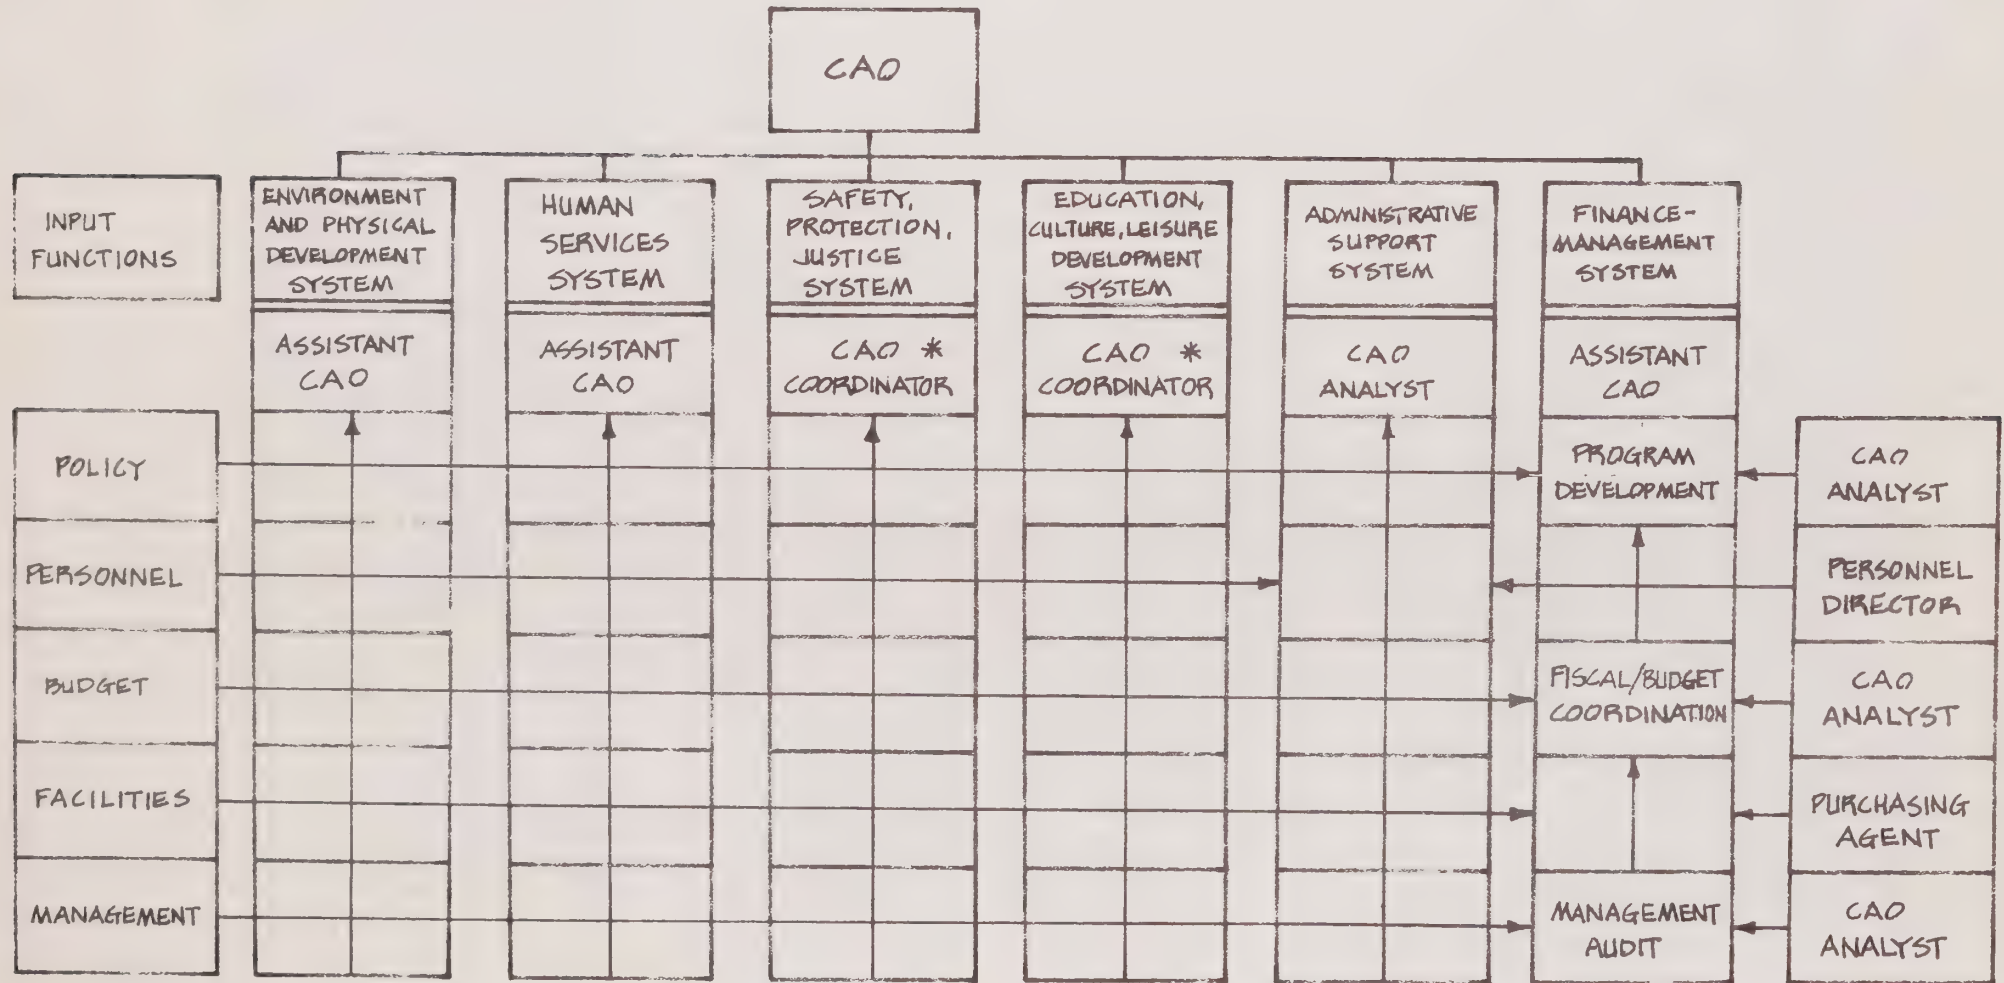 CAO
INPUT
FUNCTIONS
ENVIRONMENT
AND PHYSICAL
DEVELOPMENT
SYSTEM
HUMAN
SERVICES
SYSTEM
SAFETY,
PROTECTION,
JUSTICE
SYSTEM
EDUCATION,
CULTURE, LEISURE
DEVELOPMENT
SYSTEM
ADMINISTRATIVE
SUPPORT
SYSTEM
FINANCE-
MANAGEMENT
SYSTEM
ASSISTANT
CAO
ASSISTANT
CAO
CAO *
COORDINATOR
CAO *
COORDINATOR
CAO
ANALYST
ASSISTANT
CAO
POLICY
PROGRAM
DEVELOPMENT
CAO
ANALYST
PERSONNEL
PERSONNEL
DIRECTOR
BUDGET
FISCAL/BUDGET
COORDINATION
CAO
ANALYST
FACILITIES
PURCHASING
AGENT
MANAGEMENT
MANAGEMENT
AUDIT
CAO
ANALYST